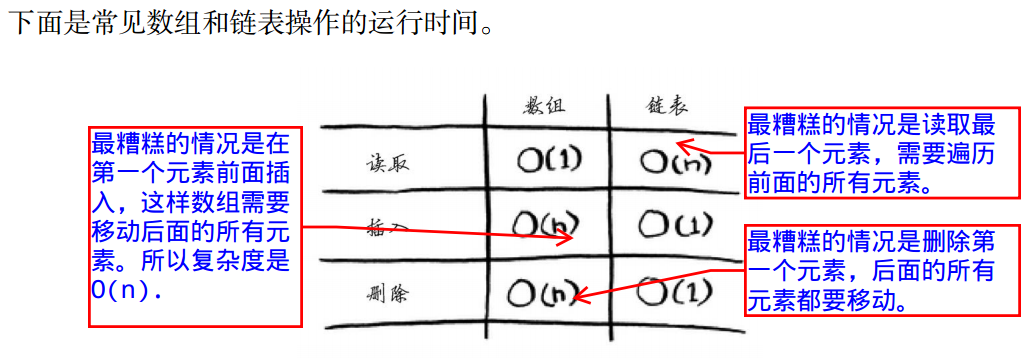 下面是常见数组和链表操作的运行时间。
数组 链表
最糟糕的情况是在
第一个元素前面插
入，这样数组需要
移动后面的所有元
素。所以复杂度是
O(n).
读取 O(1) O(n)
插入 O(n) O(1)
删除 O(n) O(1)
最糟糕的情况是读取最
后一个元素，需要遍历
前面的所有元素。
最糟糕的情况是删除第
一个元素，后面的所有
元素都要移动。